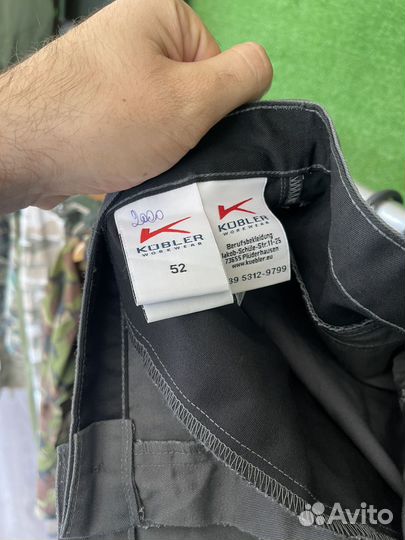 2000
KÜBLER
WORKWEAR
52
KÜBLER
WORKWEAR
Berufsbekleidung
Jakob-Schüle-Str.11-25
73655 Plüderhausen
www.kuebler.eu
39 5312-9799
Avito